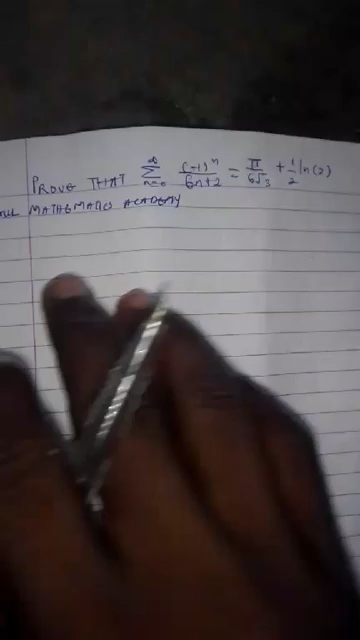 PROVE THAT ∞∑n=0 (-1)^n/6n+2 = π/6√3 + 1/2 ln(2)
MATHEMATICS ACADEMY